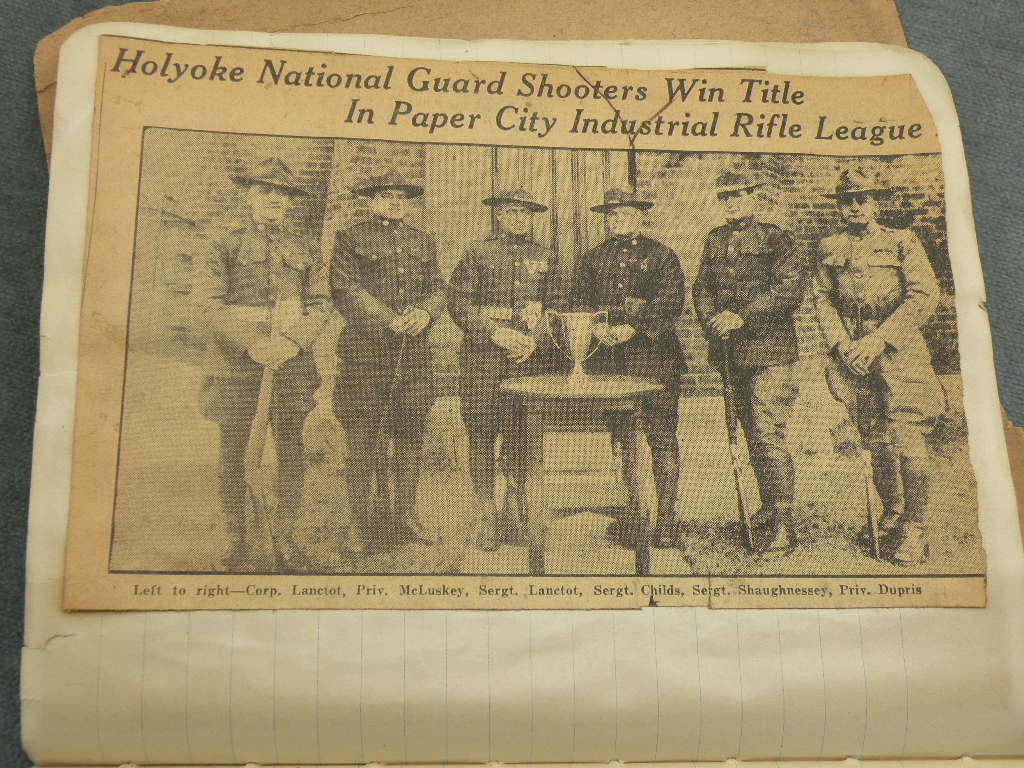 Holyoke National Guard Shooters Win Title
In Paper City Industrial Rifle League
Left to right—Corp. Lanctot, Priv. McLuskey, Sergt. Lanctot, Sergt. Childs, Sergt. Shaughnessey, Priv. Dupris